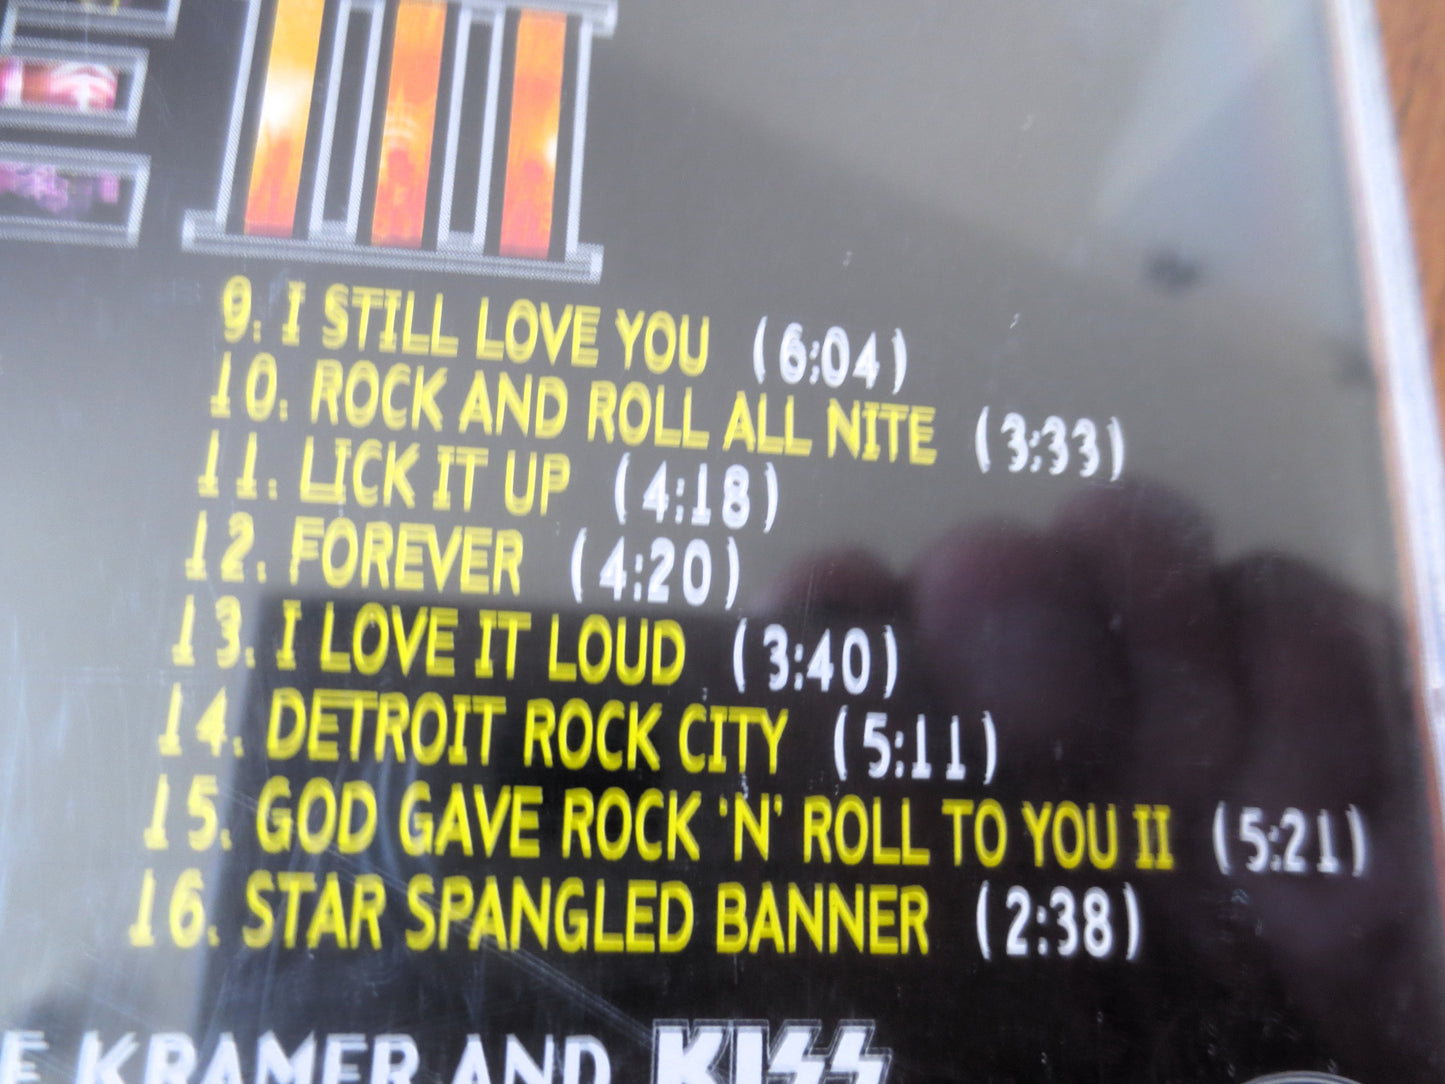 III
9. I STILL LOVE YOU (6:04)
10. ROCK AND ROLL ALL NITE (3:33)
11. LICK IT UP (4:18)
12. FOREVER (4:20)
13. I LOVE IT LOUD (3:40)
14. DETROIT ROCK CITY (5:11)
15. GOD GAVE ROCK 'N' ROLL TO YOU II (5:21)
16. STAR SPANGLED BANNER (2:38)
KRAMER AND KISS